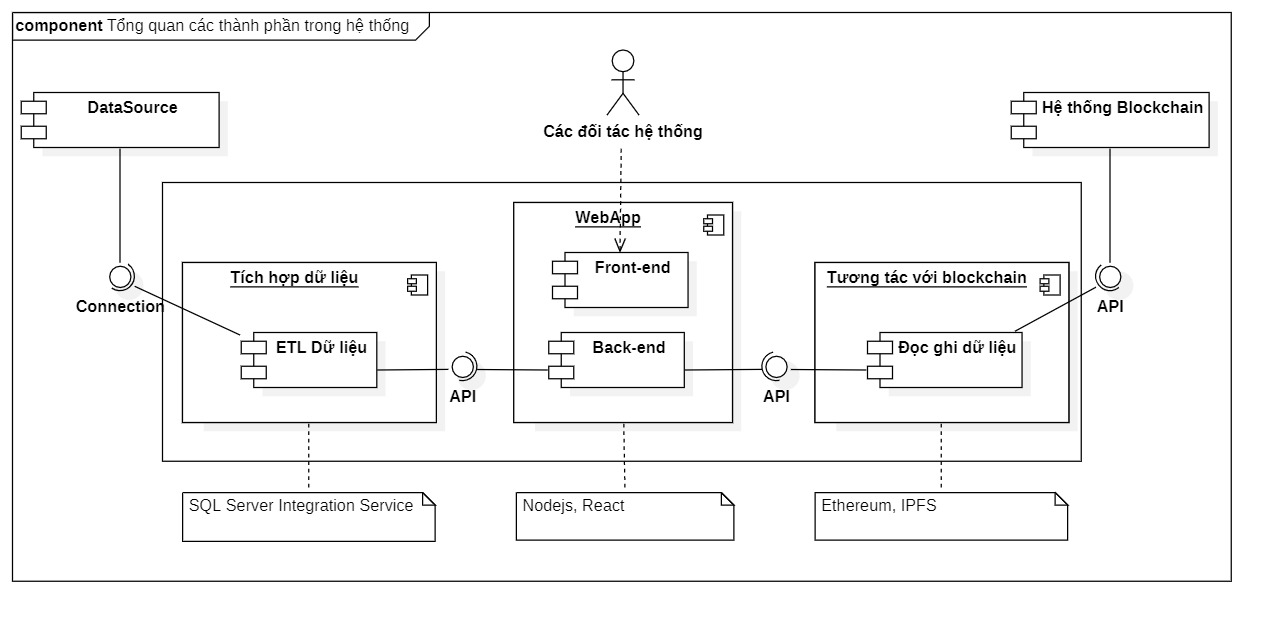 component Tổng quan các thành phần trong hệ thống
DataSource
Các đối tác hệ thống
Hệ thống Blockchain
WebApp
Front-end
Tích hợp dữ liệu
Tương tác với blockchain
Connection
API
ETL Dữ liệu
Back-end
Đọc ghi dữ liệu
API
API
SQL Server Integration Service
Nodejs, React
Ethereum, IPFS